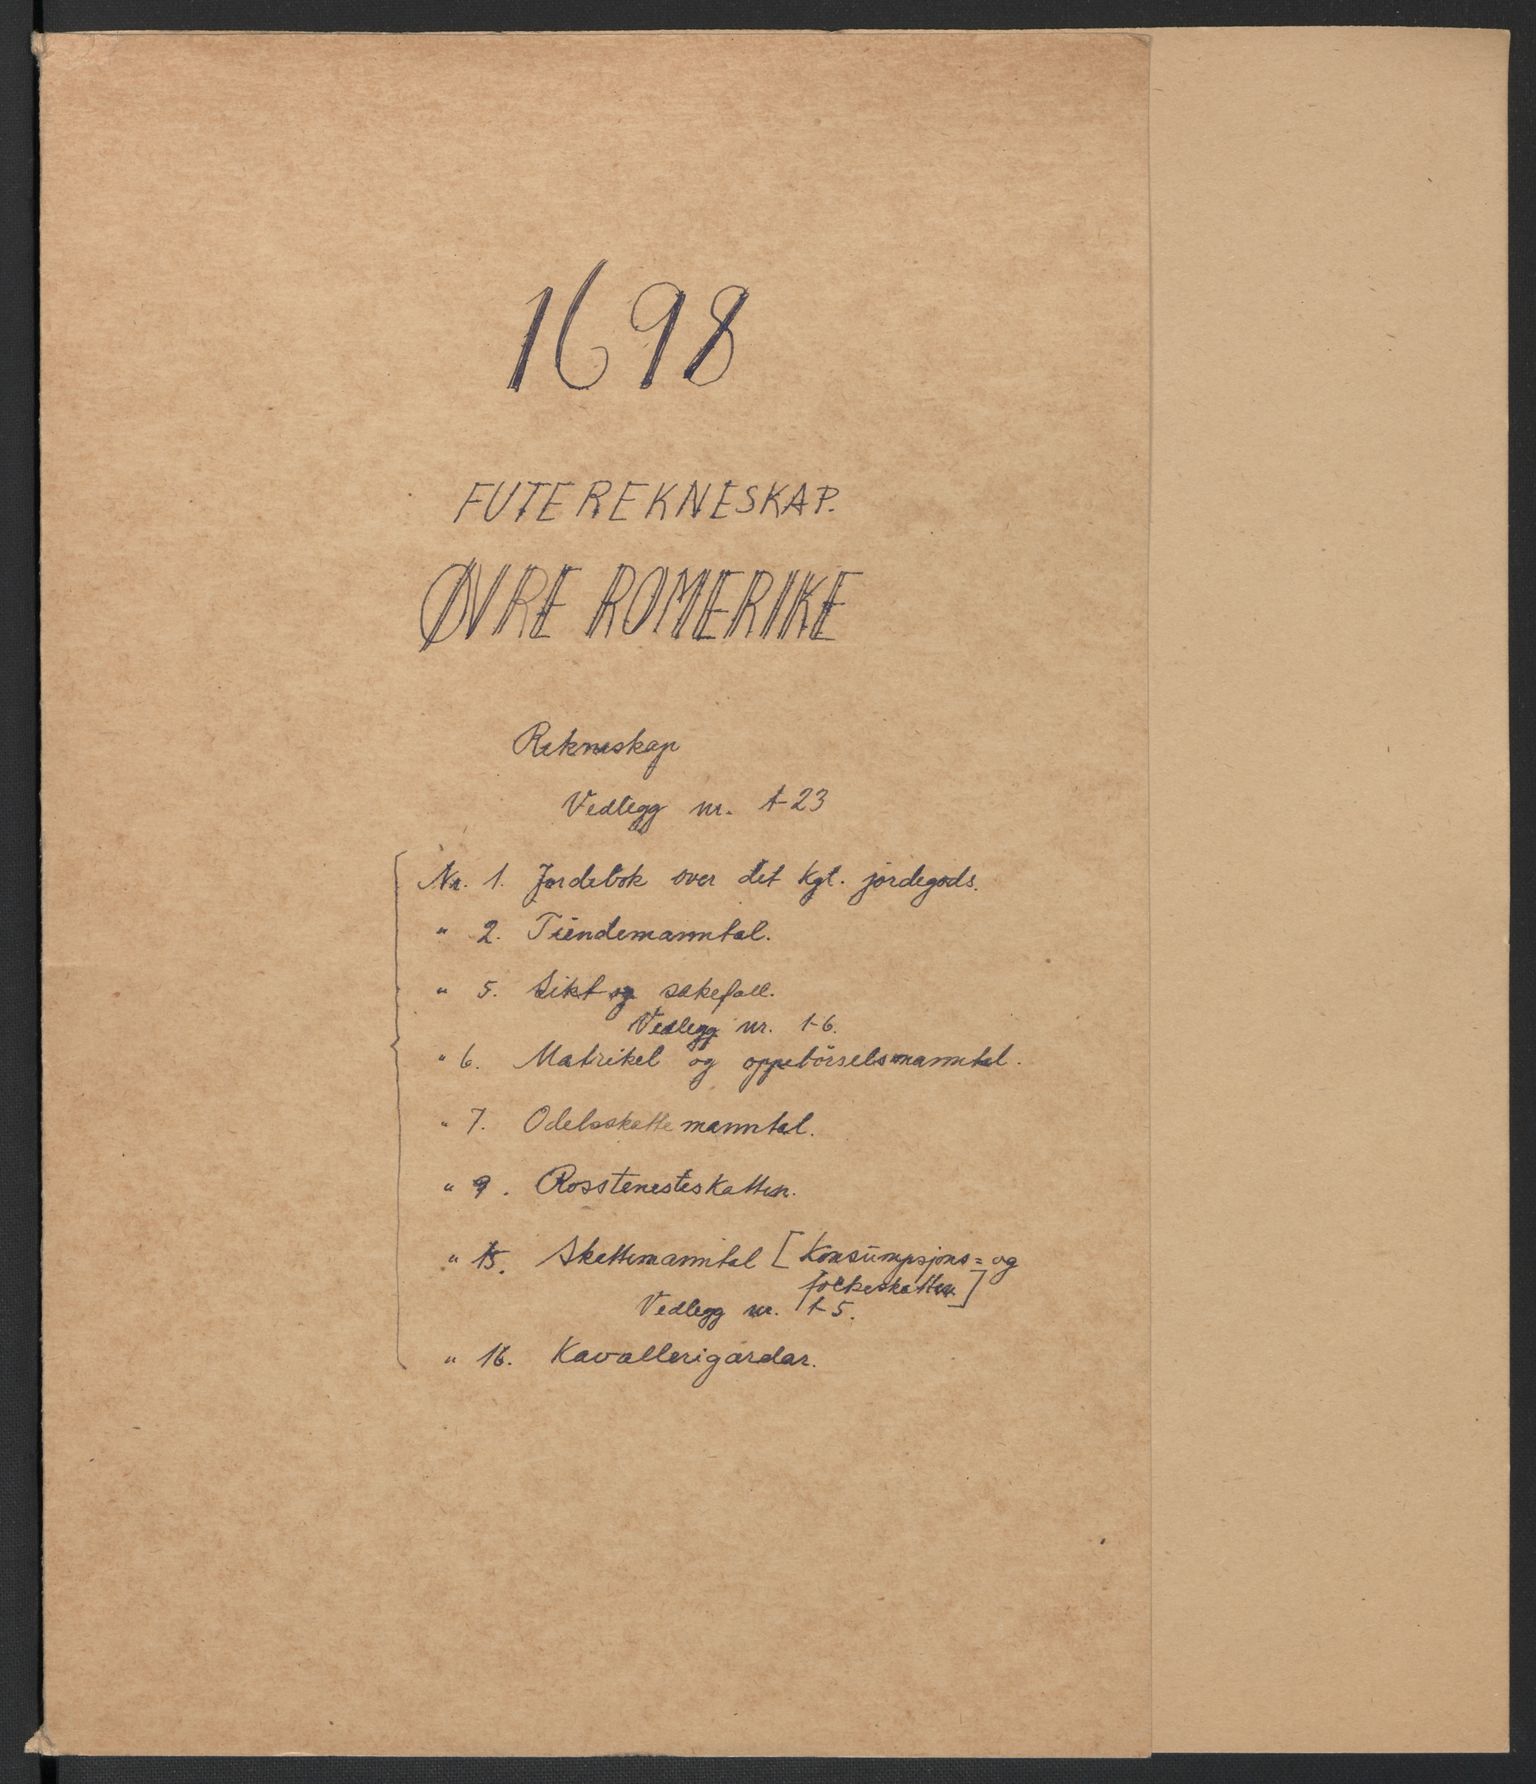 1698
FUTEREKNESKAP.
ØVRE ROMERIKE
Rekneskap
Vedlegg nr. 1-23
Nr. 1. Jordebok over det kgl. jordegods.
" 2. Tiendemanntal.
" 5. Sikt og sakefall.
Vedlegg nr. 1-6.
" 6. Matrikel og oppebörselsmanntal.
" 7. Odelsskattemanntal.
" 9. Rosstenesteskatten.
" 15. Skattemanntal [Konsumpsjons= og
folkeskatten]
Vedlegg nr. 1-5.
" 16. Kavallerigardar.